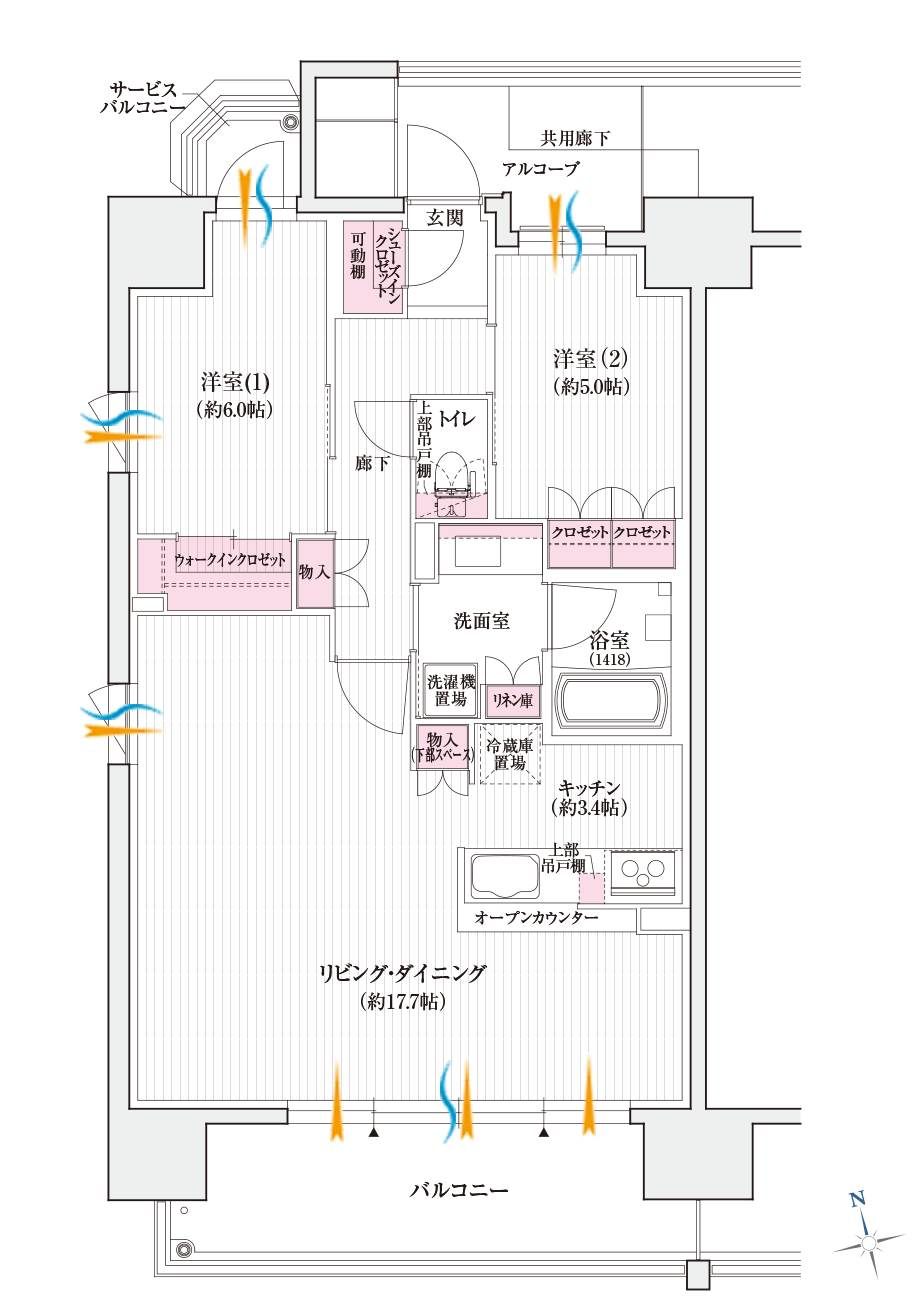 サービス
バルコニー
共用廊下
アルコーブ
玄関
可動棚
シューズイン
クロゼット
洋室(1)
(約6.0帖)
洋室(2)
(約5.0帖)
上部吊戸棚
トイレ
廊下
クロゼット
クロゼット
ウォークインクロゼット
物入
洗面室
浴室
(1418)
洗濯機
置場
リネン庫
物入
(下部スペース)
冷蔵庫
置場
キッチン
(約3.4帖)
上部
吊戸棚
オープンカウンター
リビング・ダイニング
(約17.7帖)
バルコニー
N